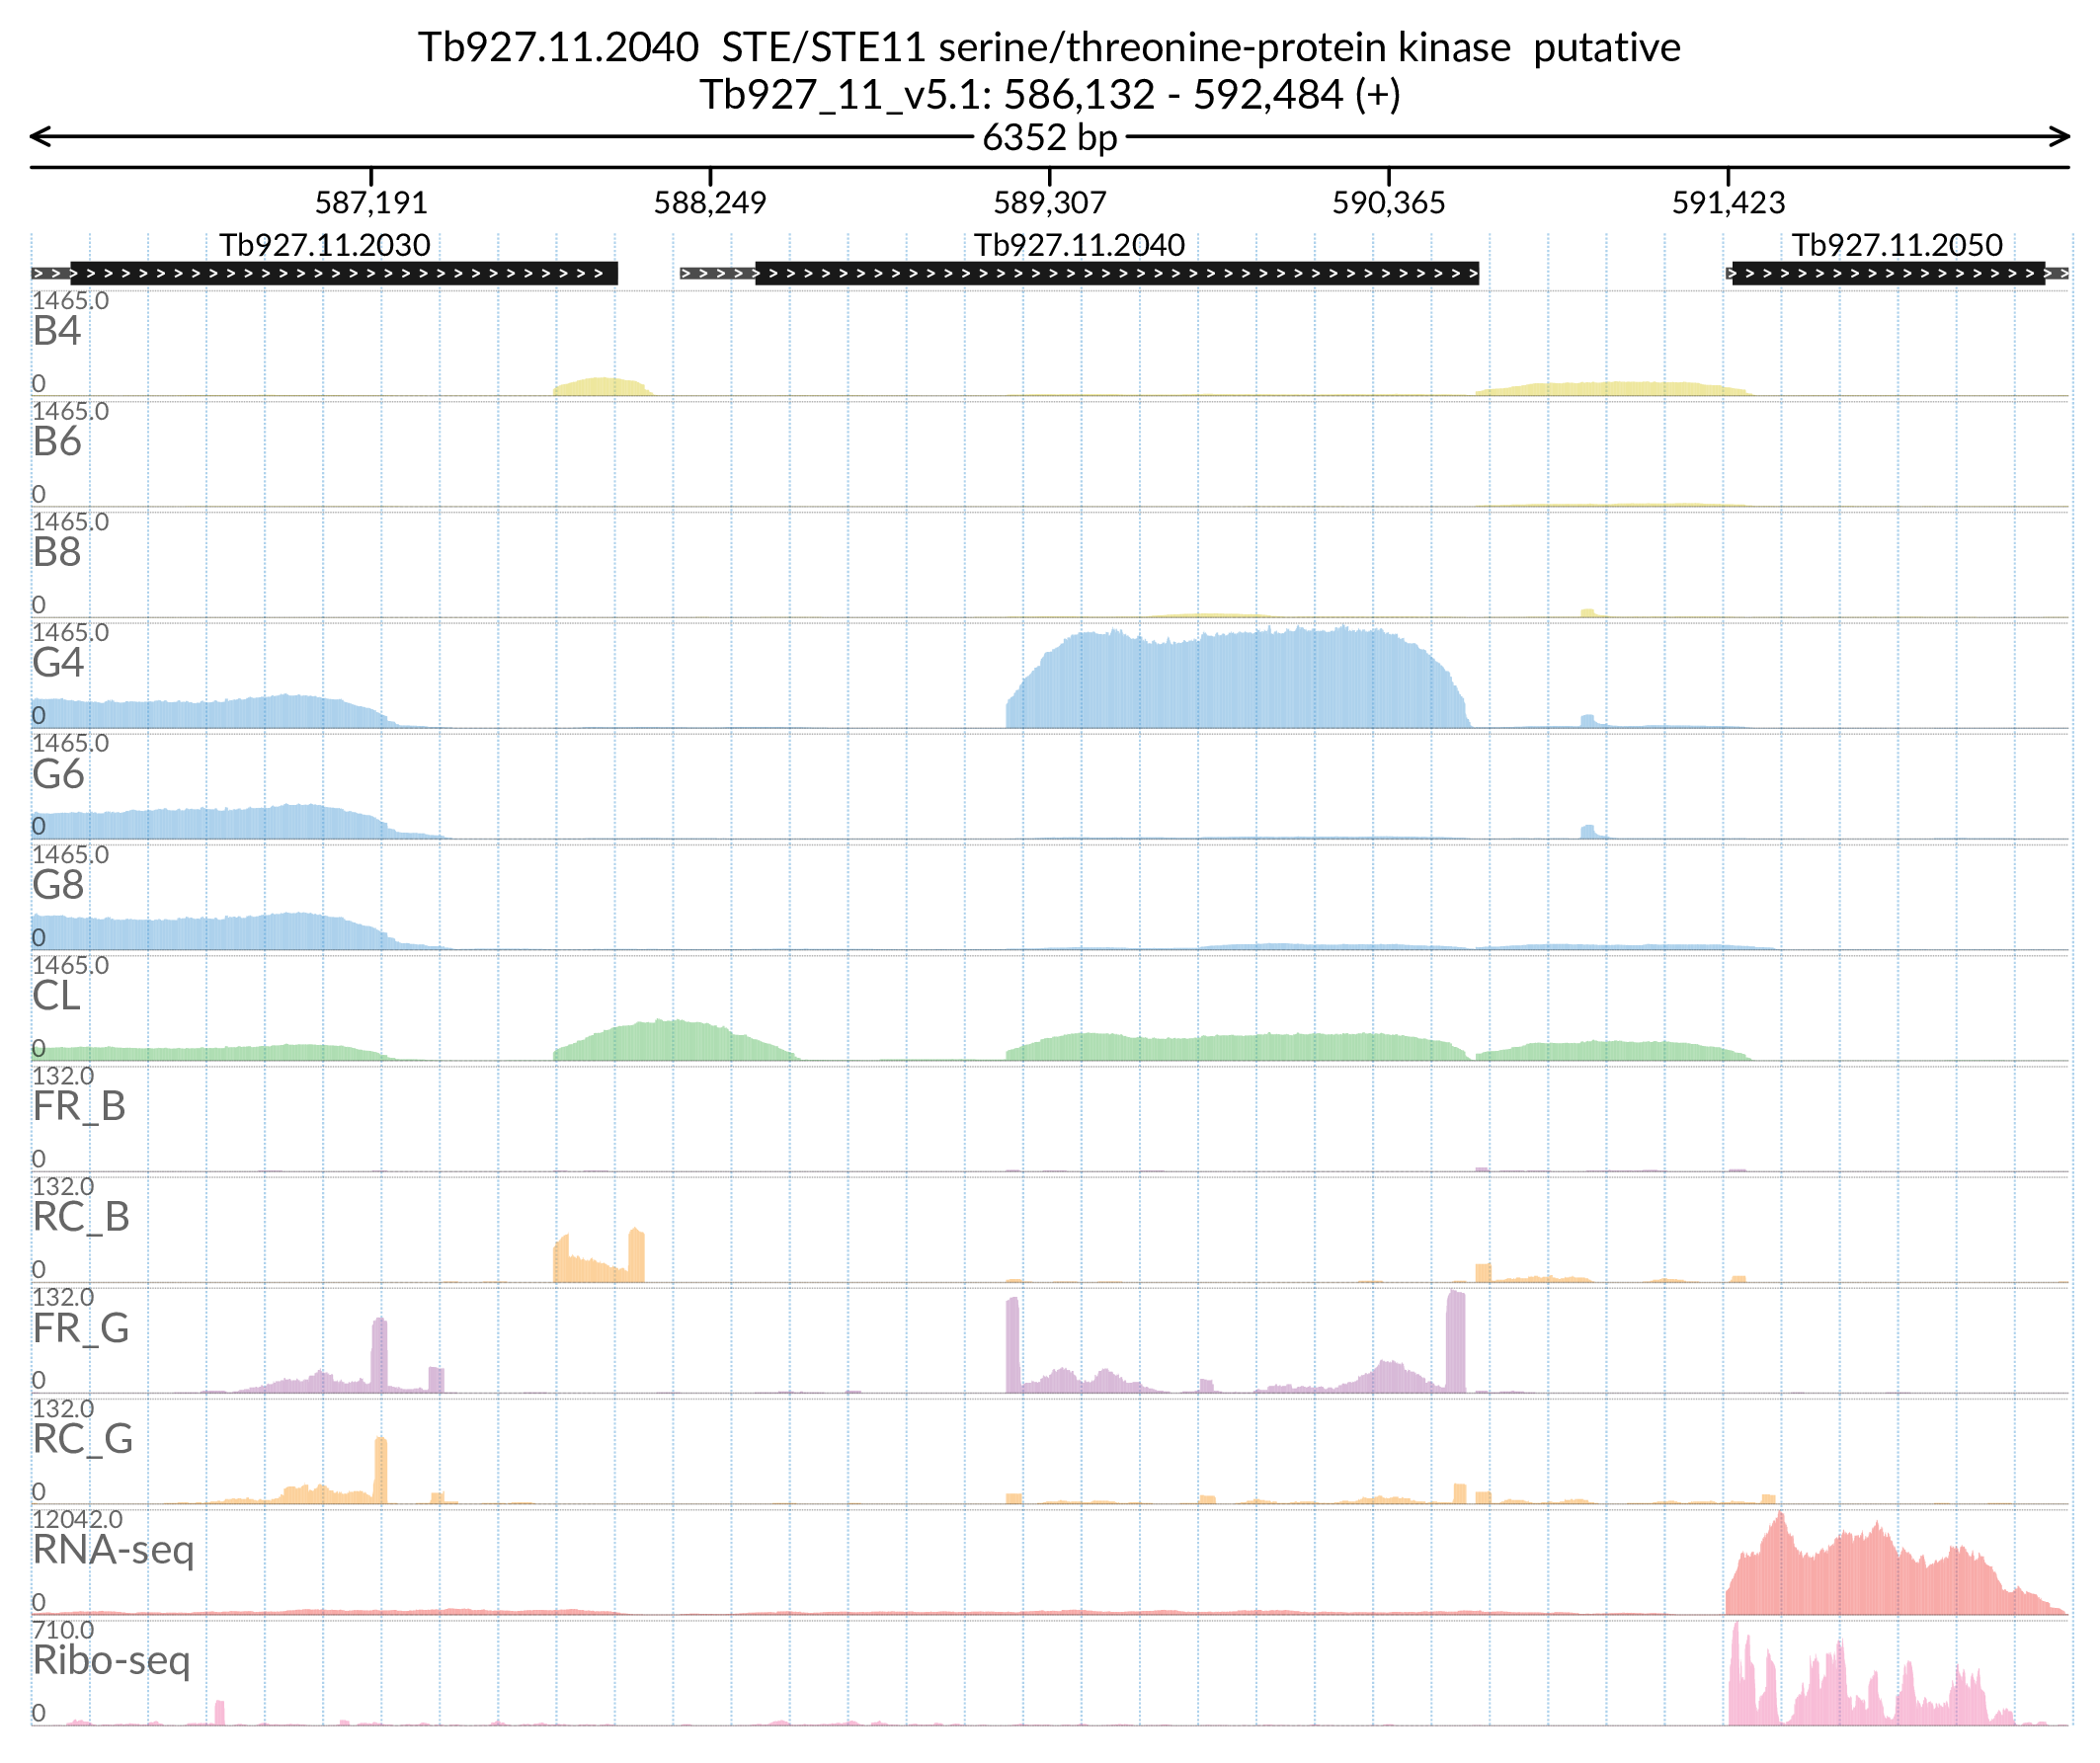 Tb927.11.2040  STE/STE11 serine/threonine-protein kinase  putative
Tb927_11_v5.1: 586,132 - 592,484 (+)
6352 bp
587,191 588,249 589,307 590,365 591,423
Tb927.11.2030 Tb927.11.2040 Tb927.11.2050
1465.0
B4
0
1465.0
B6
0
1465.0
B8
0
1465.0
G4
0
1465.0
G6
0
1465.0
G8
0
1465.0
CL
0
132.0
FR_B
0
132.0
RC_B
0
132.0
FR_G
0
132.0
RC_G
0
12042.0
RNA-seq
0
710.0
Ribo-seq
0